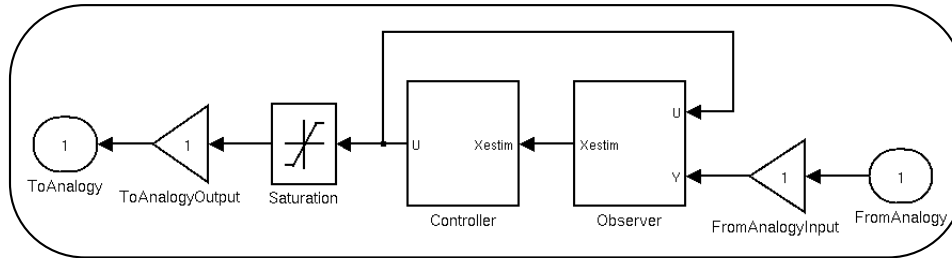 U
1
1
U
Xestim
Xestim
Y
1
1
ToAnalogy
ToAnalogyOutput
Saturation
Controller
Observer
FromAnalogyInput
FromAnalogy